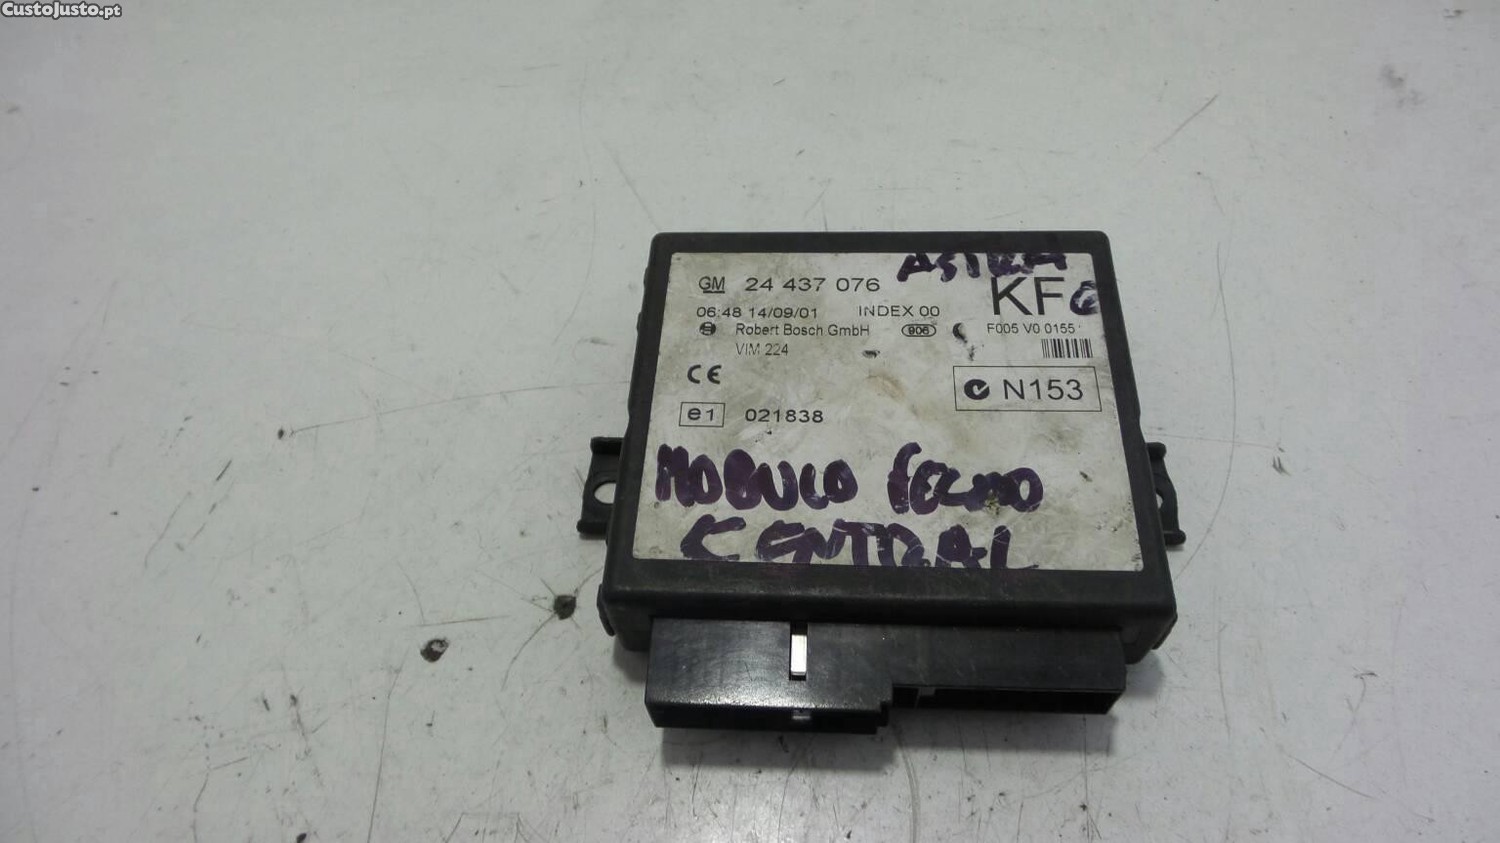 CustoJusto.pt
ASTRA
GM 24 437 076
KF G
06:48 14/09/01 INDEX 00
Robert Bosch GmbH 906 F005 V0 0155
VIM 224
CE
N153
e1 021838
MODULO FECHO
CENTRAL